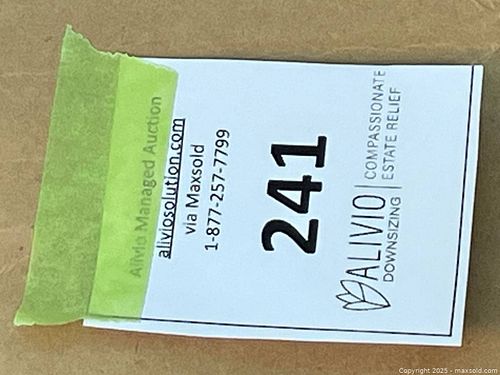 Alivio Managed Auction
aliviosolution.com
via Maxsold
1-877-257-7799
241
ALIVIO
DOWNSIZING
COMPASSIONATE
ESTATE RELIEF
Copyright 2025 - maxsold.com